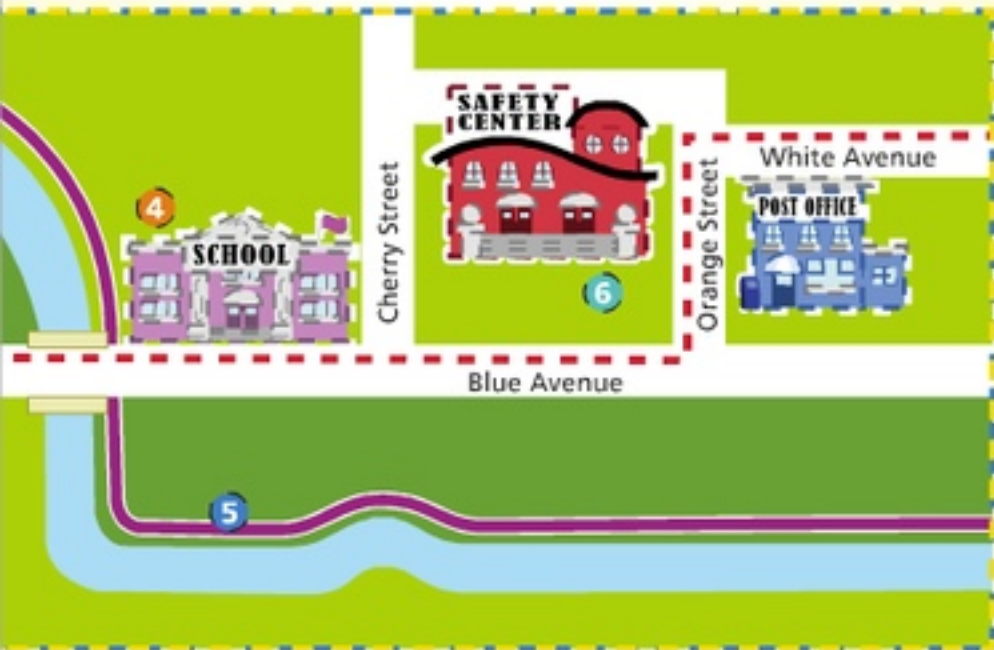 SAFETY
CENTER
White Avenue
POST OFFICE
4
SCHOOL
Cherry Street
Orange Street
6
Blue Avenue
5